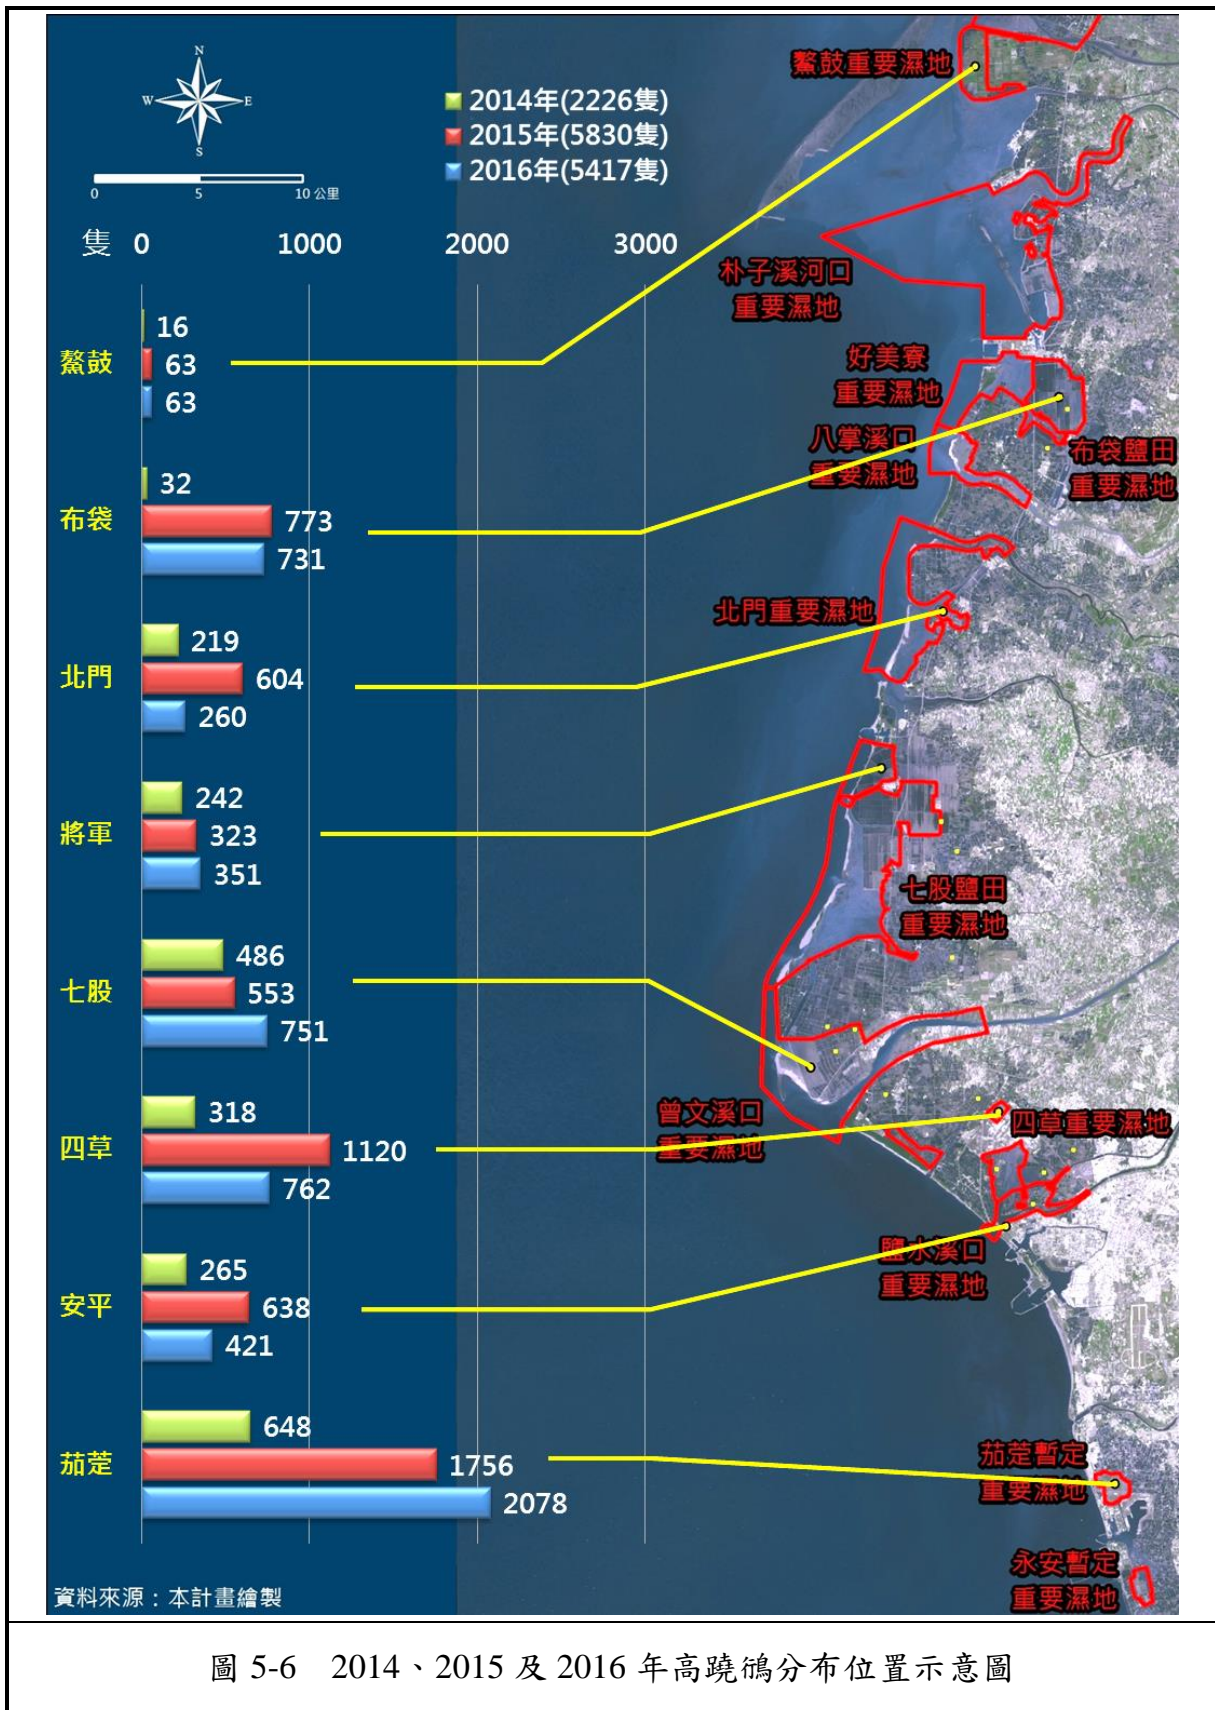 N
W
E
S
0 5 10 公里
2014年(2226隻)
2015年(5830隻)
2016年(5417隻)
隻 0 1000 2000 3000
鰲鼓
16
63
63
布袋
32
773
731
北門
219
604
260
將軍
242
323
351
七股
486
553
751
四草
318
1120
762
安平
265
638
421
茄萣
648
1756
2078
鰲鼓重要濕地
朴子溪河口
重要濕地
好美寮
重要濕地
八掌溪口
重要濕地
布袋鹽田
重要濕地
北門重要濕地
七股鹽田
重要濕地
曾文溪口
重要濕地
四草重要濕地
鹽水溪口
重要濕地
茄萣暫定
重要濕地
永安暫定
重要濕地
資料來源：本計畫繪製
圖 5-6 2014、2015 及 2016 年高蹺鴴分布位置示意圖